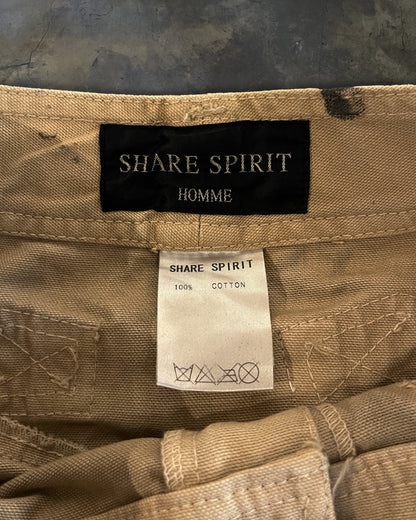 SHARE SPIRIT
HOMME
SHARE SPIRIT
100% COTTON